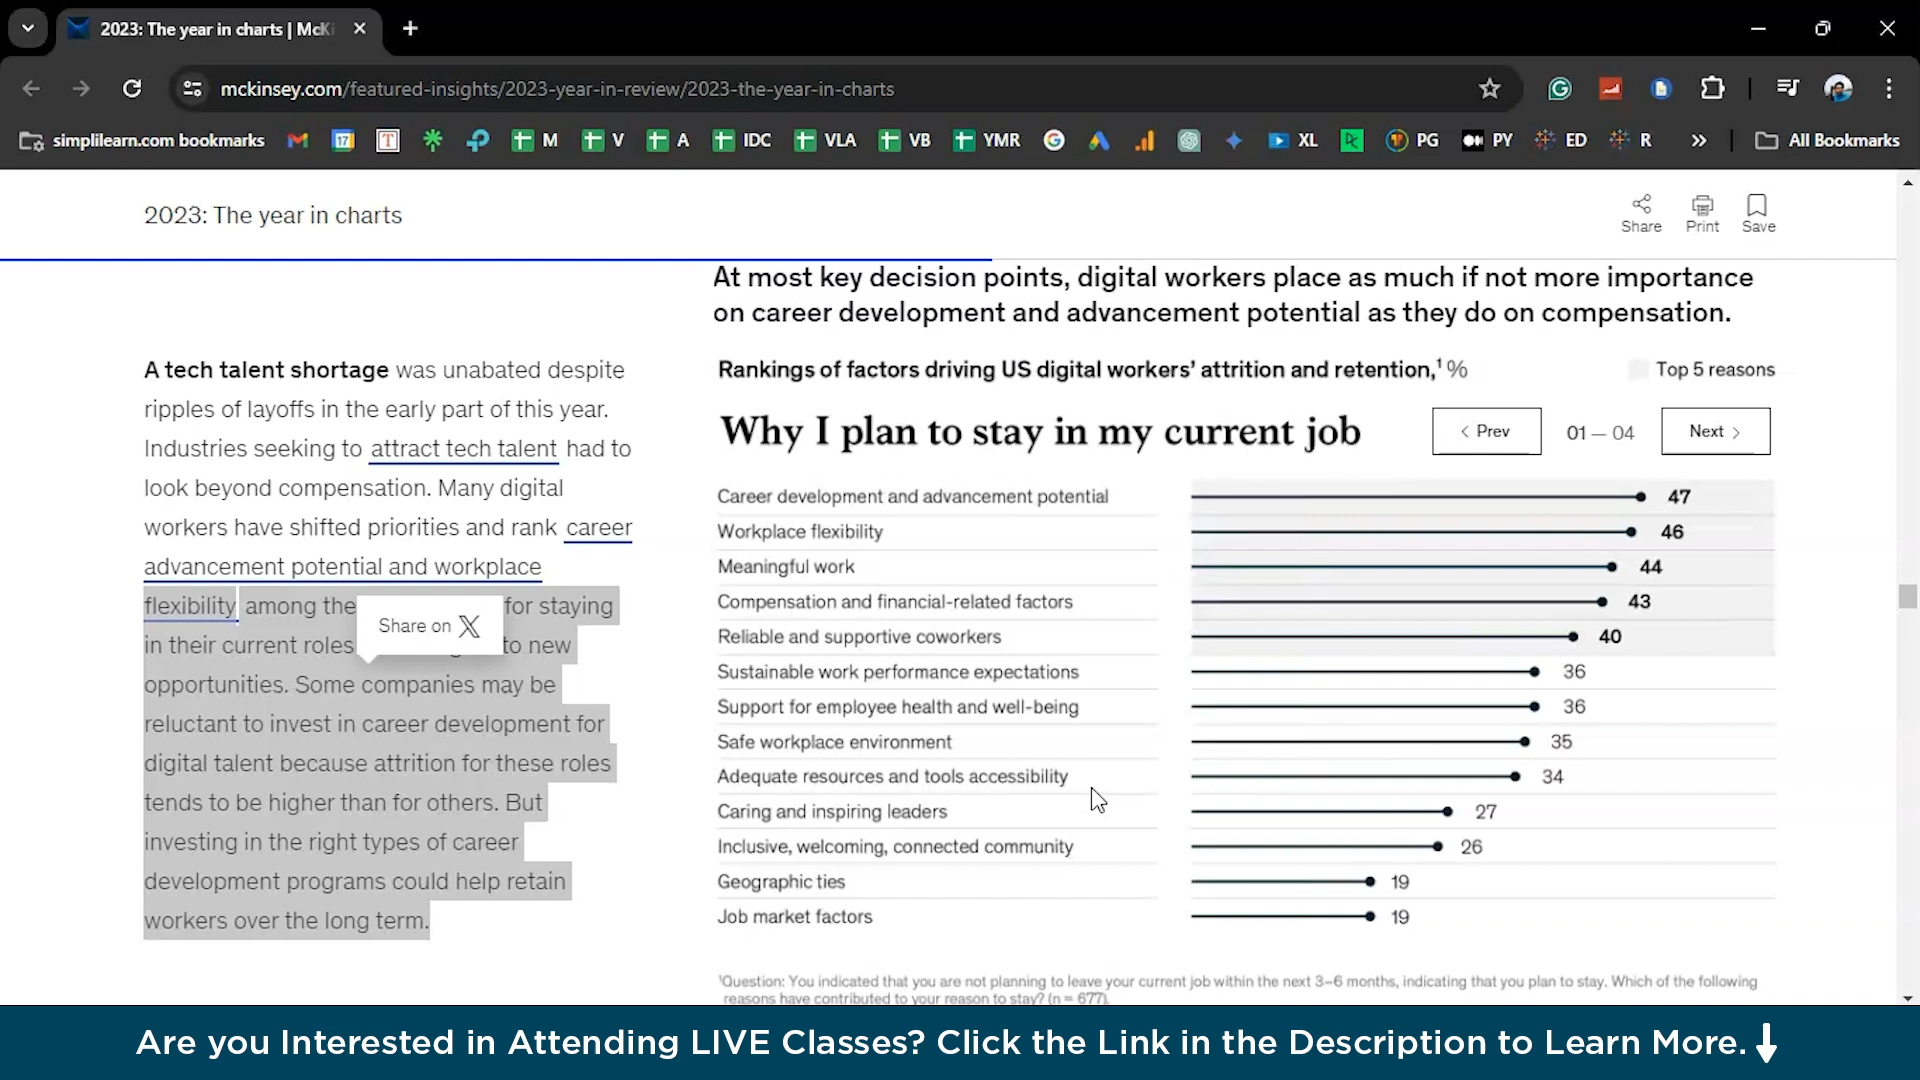 2023: The year in charts | McKi
mckinsey.com/featured-insights/2023-year-in-review/2023-the-year-in-charts
simplilearn.com bookmarks M V A IDC VLA VB YMR XL PG PY ED R » All Bookmarks
2023: The year in charts
Share Print Save
At most key decision points, digital workers place as much if not more importance
on career development and advancement potential as they do on compensation.
A tech talent shortage was unabated despite
ripples of layoffs in the early part of this year.
Industries seeking to attract tech talent had to
look beyond compensation. Many digital
workers have shifted priorities and rank career
advancement potential and workplace
flexibility among the for staying
Share on X
in their current roles to new
opportunities. Some companies may be
reluctant to invest in career development for
digital talent because attrition for these roles
tends to be higher than for others. But
investing in the right types of career
development programs could help retain
workers over the long term.
Rankings of factors driving US digital workers' attrition and retention,¹ % Top 5 reasons
Why I plan to stay in my current job
< Prev 01 — 04 Next >
Career development and advancement potential 47
Workplace flexibility 46
Meaningful work 44
Compensation and financial-related factors 43
Reliable and supportive coworkers 40
Sustainable work performance expectations 36
Support for employee health and well-being 36
Safe workplace environment 35
Adequate resources and tools accessibility 34
Caring and inspiring leaders 27
Inclusive, welcoming, connected community 26
Geographic ties 19
Job market factors 19
¹Question: You indicated that you are not planning to leave your current job within the next 3–6 months, indicating that you plan to stay. Which of the following
reasons have contributed to your reason to stay? (n = 677).
Are you Interested in Attending LIVE Classes? Click the Link in the Description to Learn More.